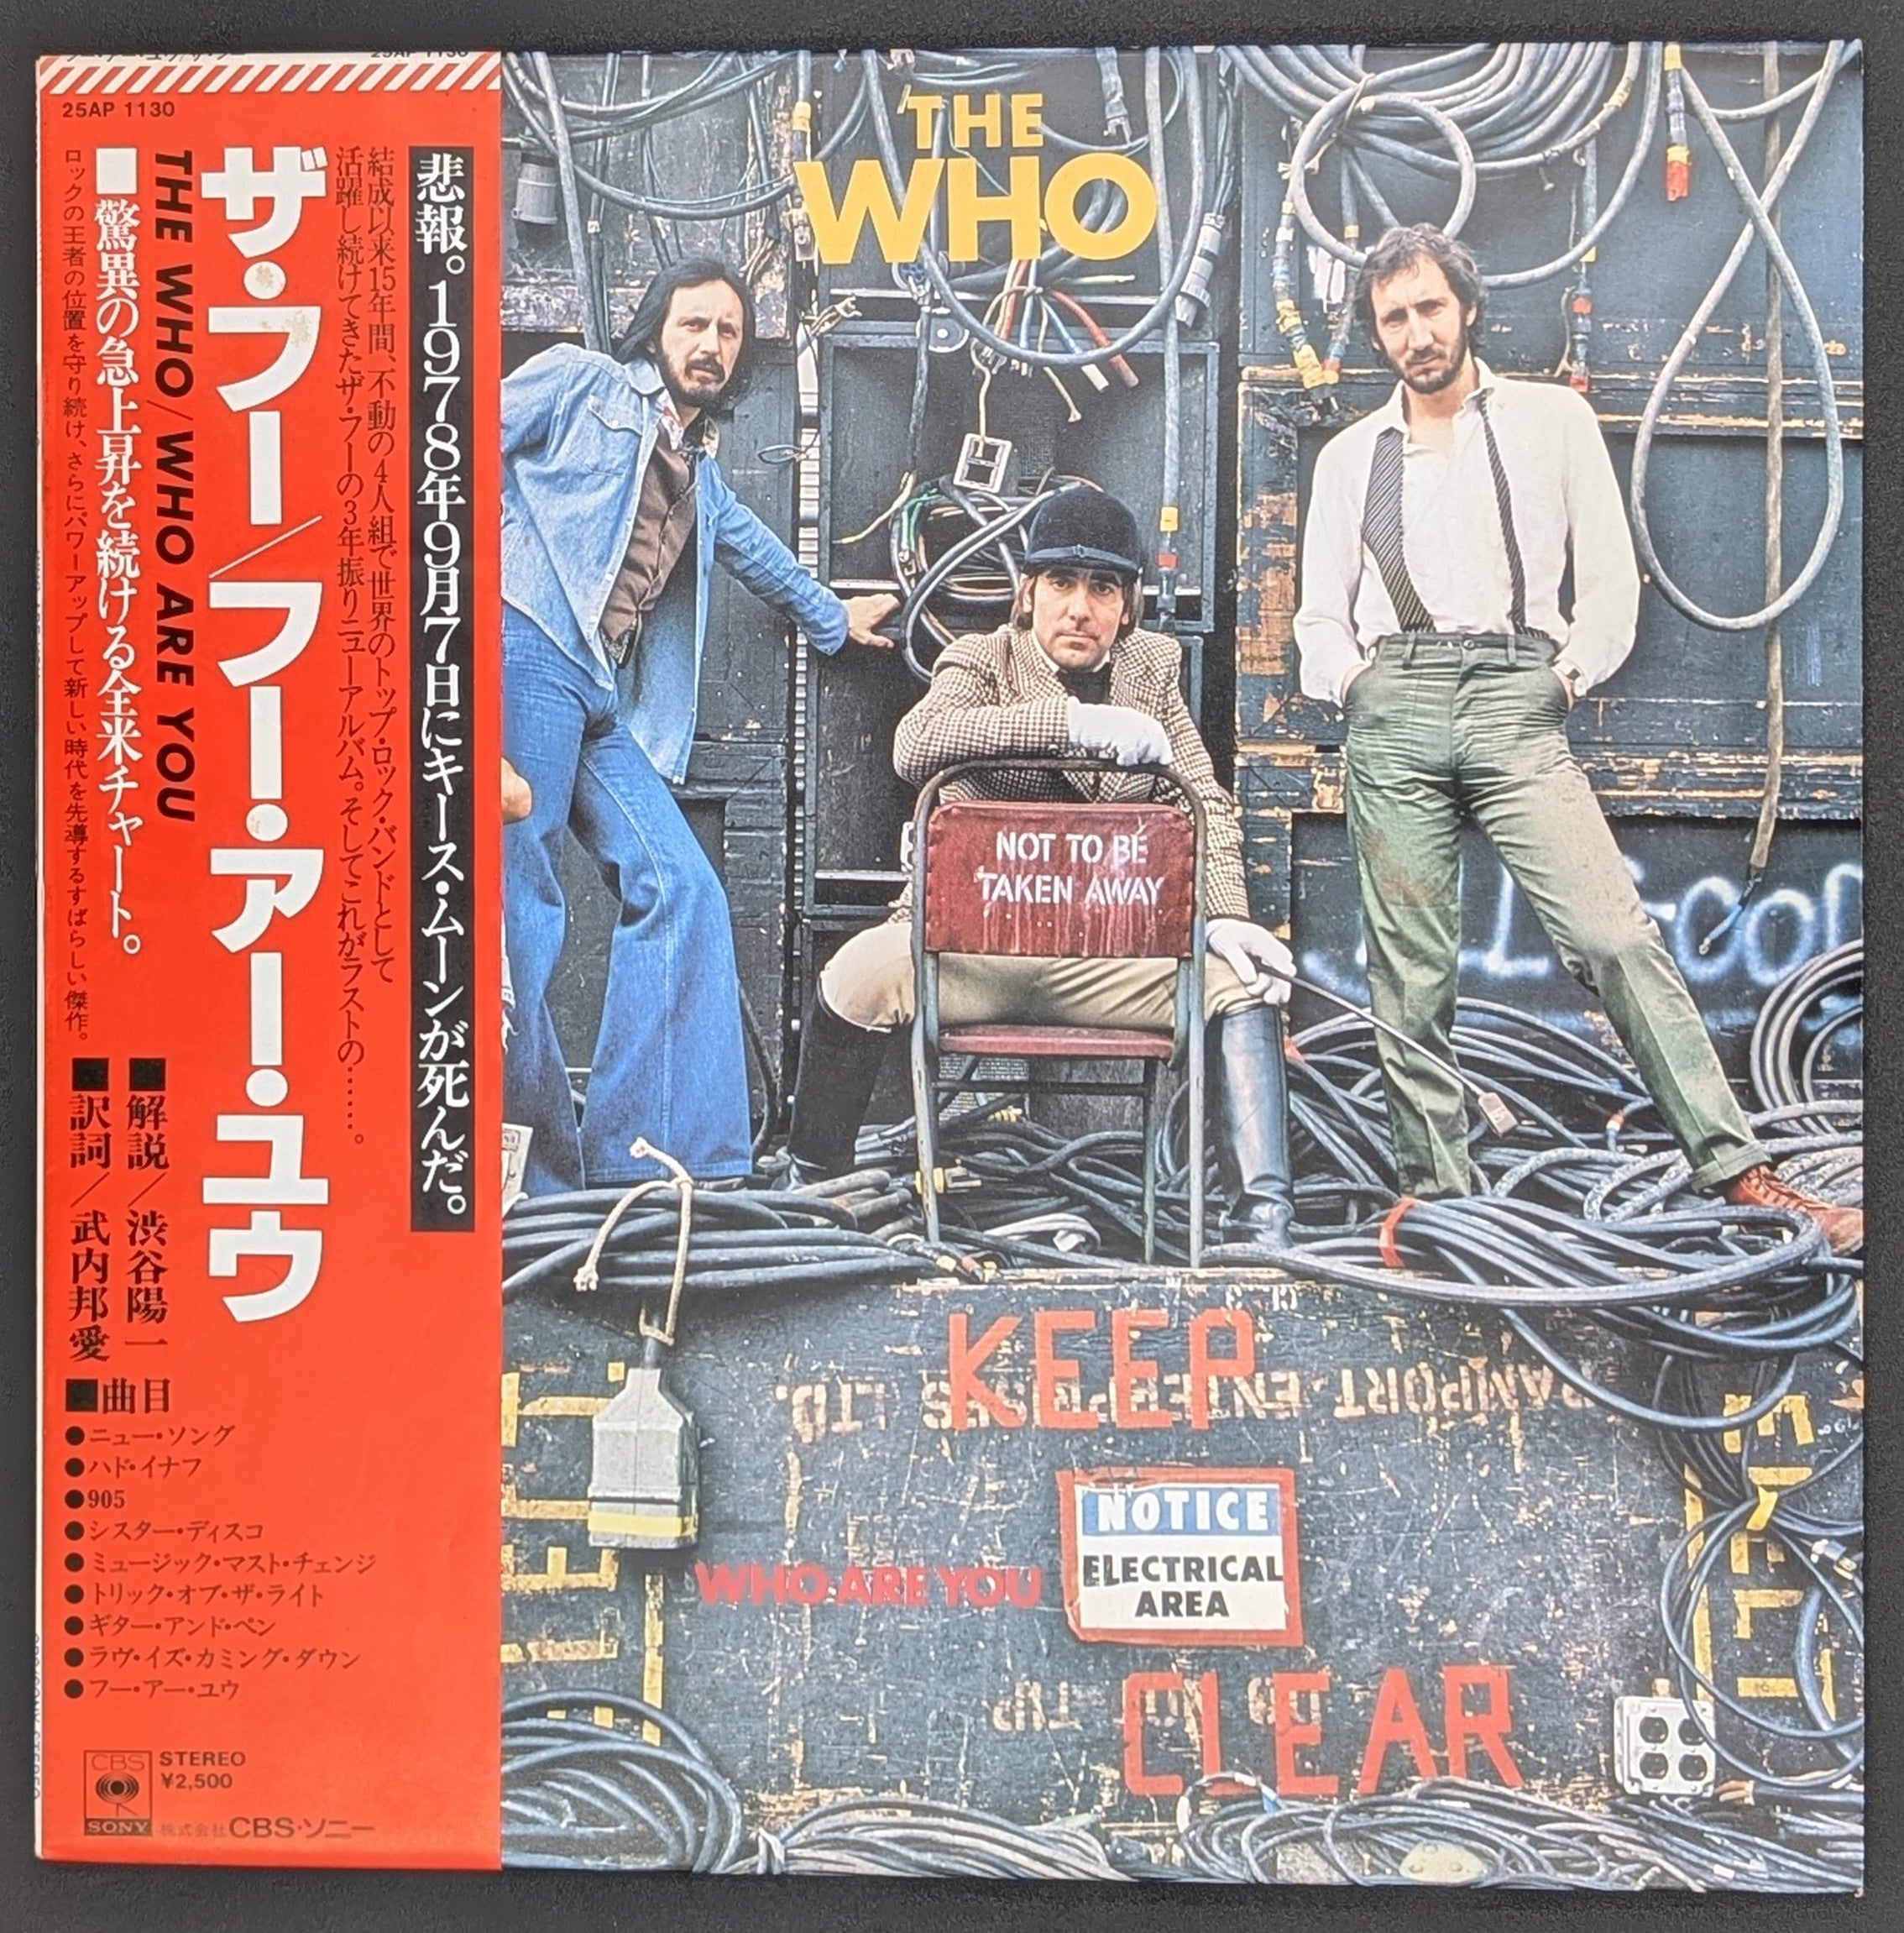 25AP 1130
悲報。1978年9月7日にキース・ムーンが死んだ。
結成以来15年間、不動の4人組で世界のトップ・ロック・バンドとして
活躍し続けてきたザ・フーの3年振りニューアルバム。そしてこれがラストの……。
ザ・フー/フー・アー・ユウ
THE WHO/WHO ARE YOU
■驚異の急上昇を続ける全米チャート。
ロックの王者の位置を守り続け、さらにパワーアップして新しい時代を先導するすばらしい傑作。
■解説/渋谷陽一
■訳詞/武内邦愛
■曲目
●ニュー・ソング
●ハド・イナフ
●905
●シスター・ディスコ
●ミュージック・マスト・チェンジ
●トリック・オブ・ザ・ライト
●ギター・アンド・ペン
●ラヴ・イズ・カミング・ダウン
●フー・アー・ユウ
CBS
SONY
STEREO
¥2,500
株式会社CBS・ソニー
THE
WHO
NOT TO BE
TAKEN AWAY
KEEP
LTD.
WHO ARE YOU
NOTICE
ELECTRICAL
AREA
CLEAR